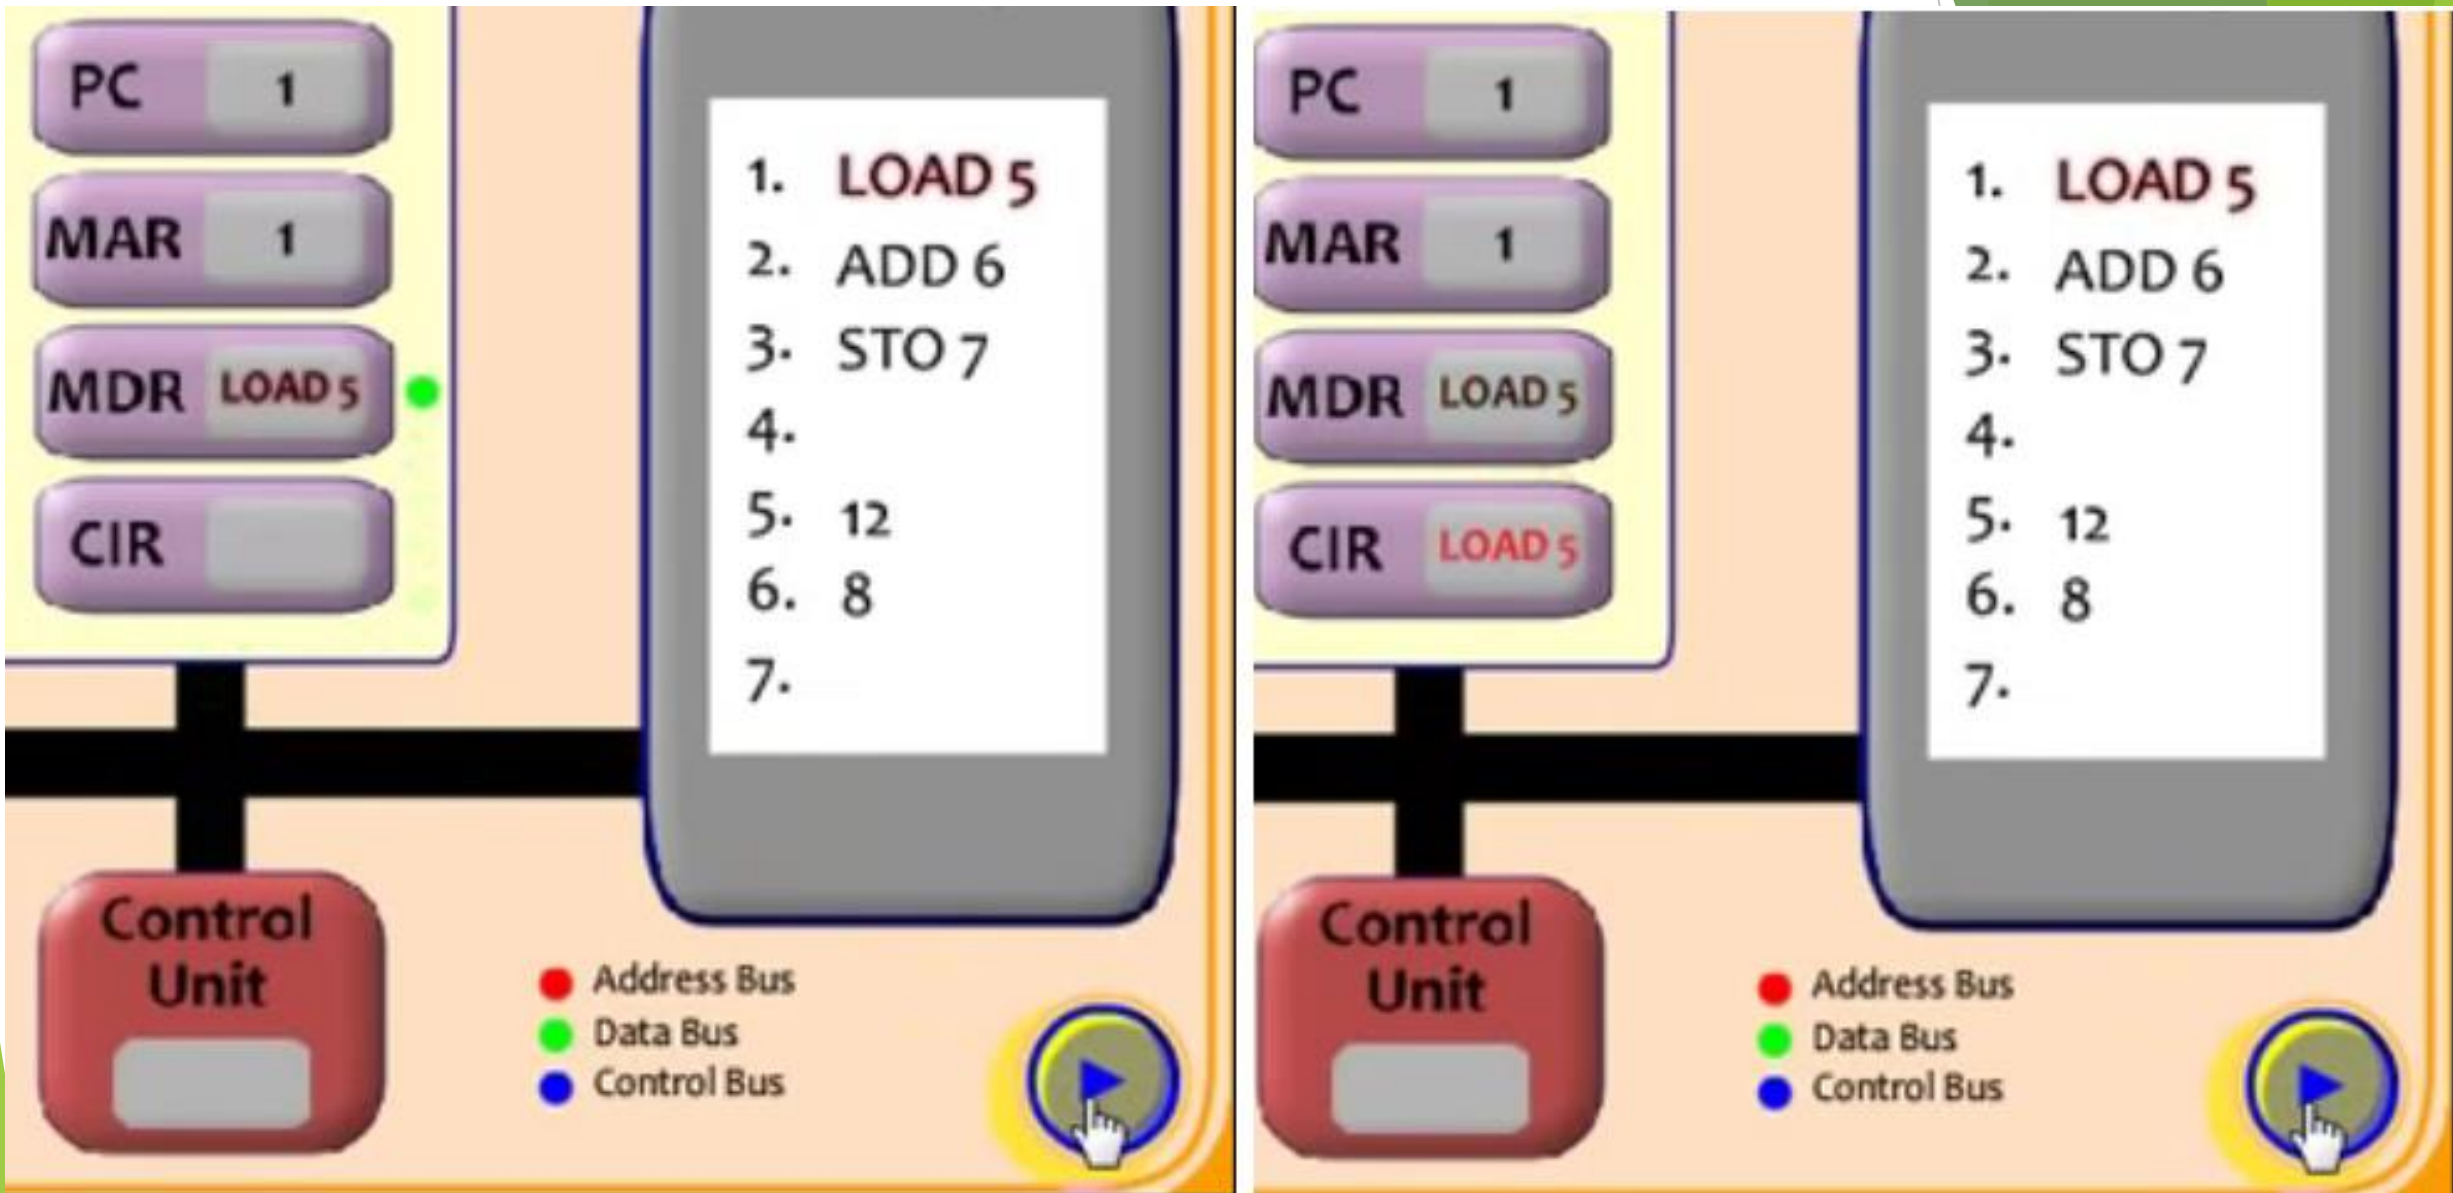 PC 1
MAR 1
MDR LOAD 5
CIR
1. LOAD 5
2. ADD 6
3. STO 7
4.
5. 12
6. 8
7.
Control
Unit
Address Bus
Data Bus
Control Bus
PC 1
MAR 1
MDR LOAD 5
CIR LOAD 5
1. LOAD 5
2. ADD 6
3. STO 7
4.
5. 12
6. 8
7.
Control
Unit
Address Bus
Data Bus
Control Bus